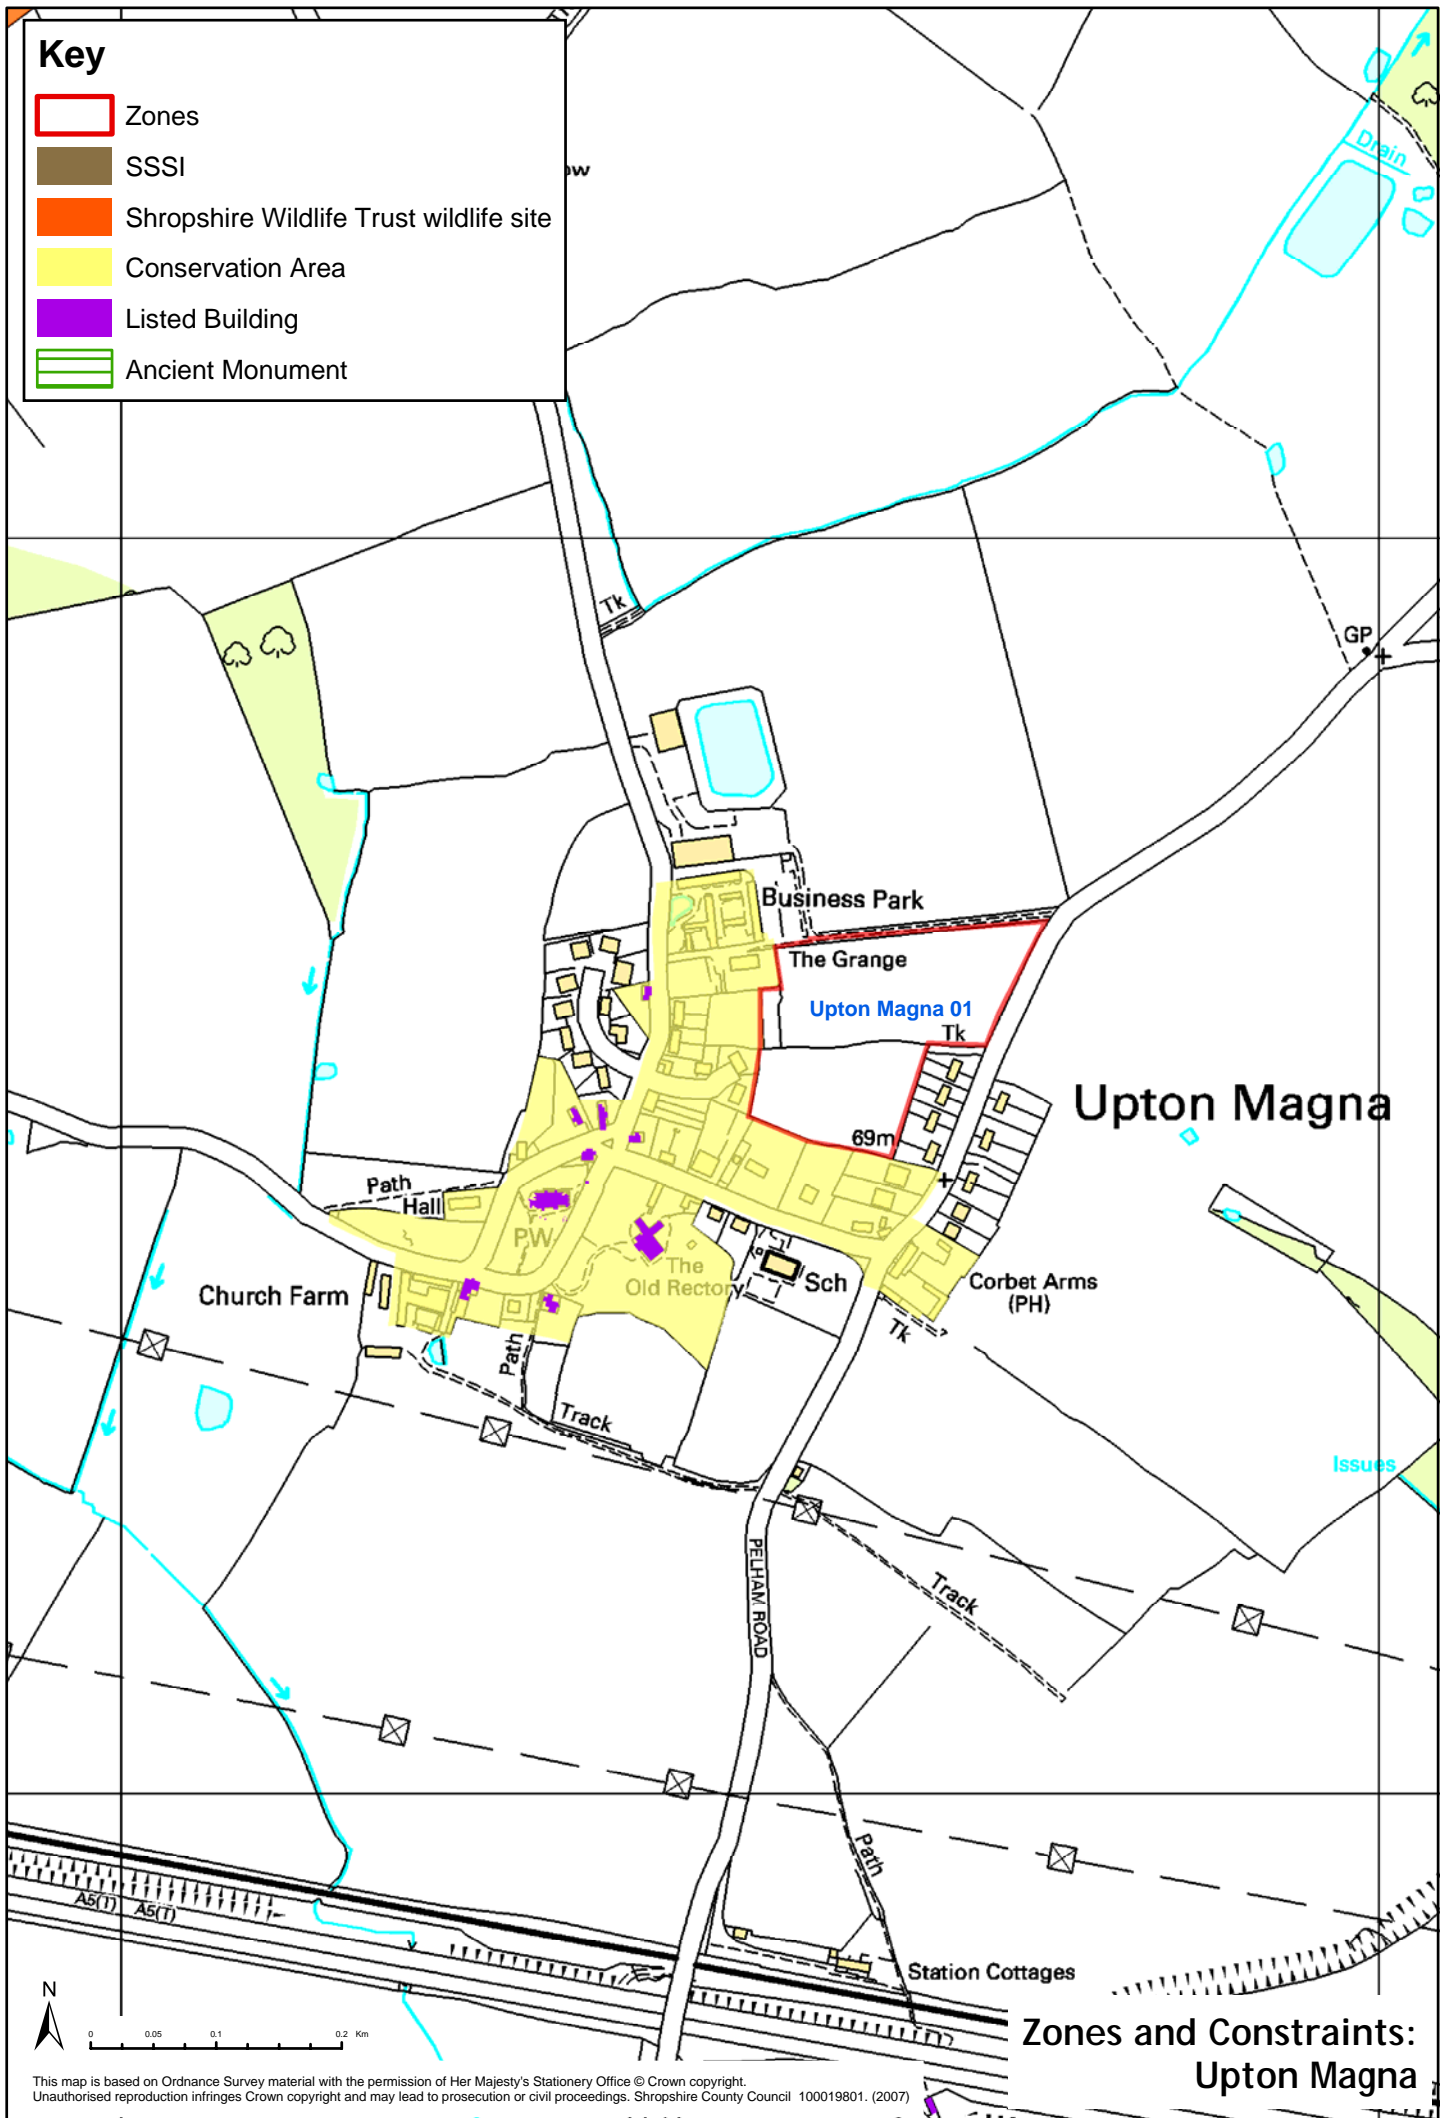 Key
Zones
SSSI
Shropshire Wildlife Trust wildlife site
Conservation Area
Listed Building
Ancient Monument
Drain
Tk
GP
Business Park
The Grange
Upton Magna 01
Tk
Upton Magna
69m
Path
Hall
PW
The
Old Rectory
Sch
Church Farm
Corbet Arms
(PH)
Tk
Path
Track
Issues
PELHAM ROAD
Track
Path
A5(T) A5(T)
Station Cottages
N
0 0.05 0.1 0.2 Km
Zones and Constraints:
Upton Magna
This map is based on Ordnance Survey material with the permission of Her Majesty's Stationery Office © Crown copyright.
Unauthorised reproduction infringes Crown copyright and may lead to prosecution or civil proceedings. Shropshire County Council 100019801. (2007)